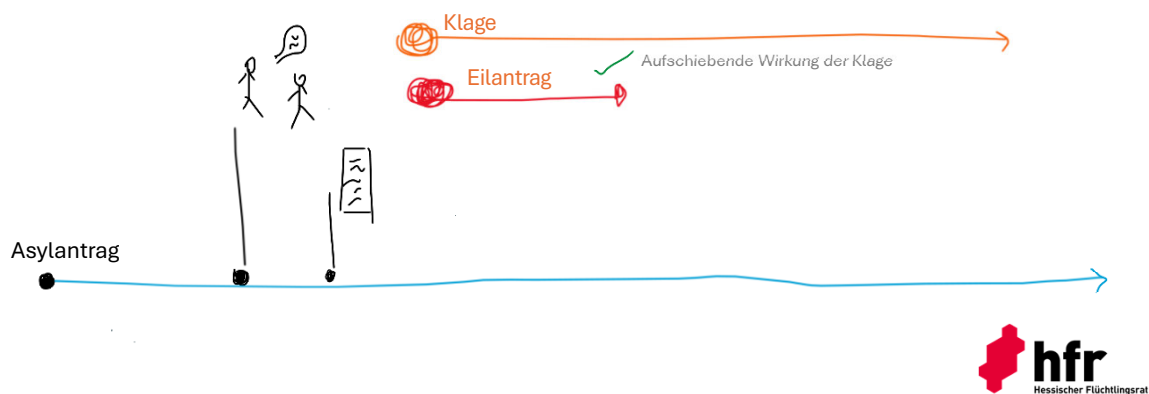 Klage
Aufschiebende Wirkung der Klage
Eilantrag
Asylantrag
hfr
Hessischer Flüchtlingsrat